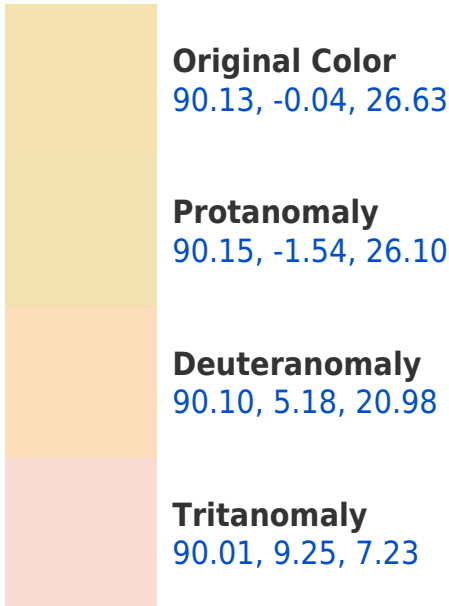 Original Color
90.13, -0.04, 26.63
Protanomaly
90.15, -1.54, 26.10
Deuteranomaly
90.10, 5.18, 20.98
Tritanomaly
90.01, 9.25, 7.23